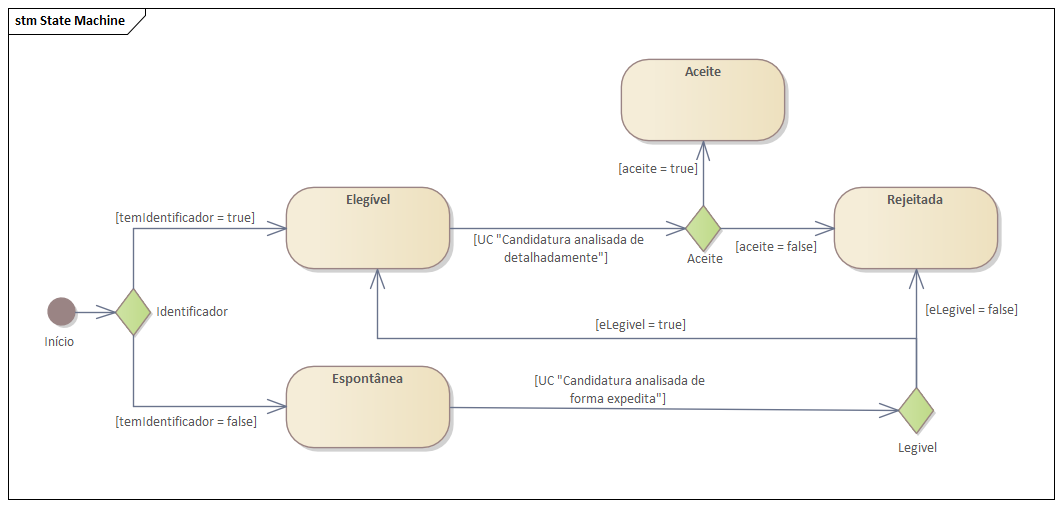 stm State Machine
Aceite
[aceite = true]
Elegível
Rejeitada
[temIdentificador = true]
[UC "Candidatura analisada de
detalhadamente"]
[aceite = false]
Aceite
Identificador
[eLegivel = false]
[eLegivel = true]
Início
Espontânea
[UC "Candidatura analisada de
forma expedita"]
[temIdentificador = false]
Legivel